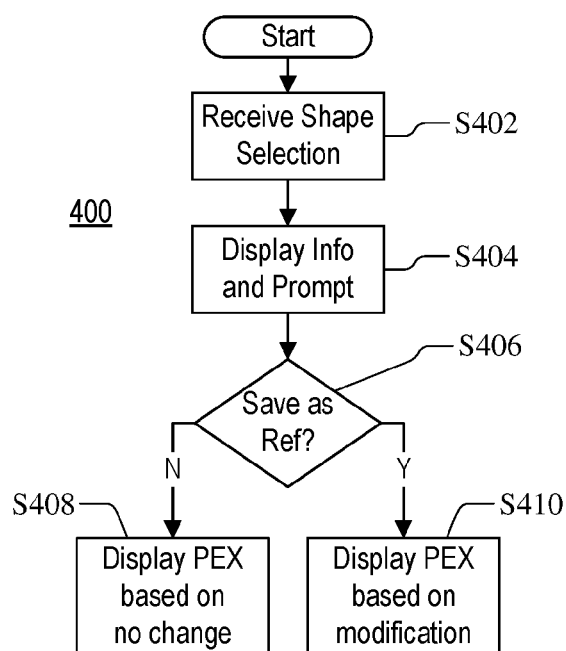 Start
Receive Shape
Selection
S402
400
Display Info
and Prompt
S404
S406
Save as
Ref?
N
Y
S408
S410
Display PEX
based on
no change
Display PEX
based on
modification